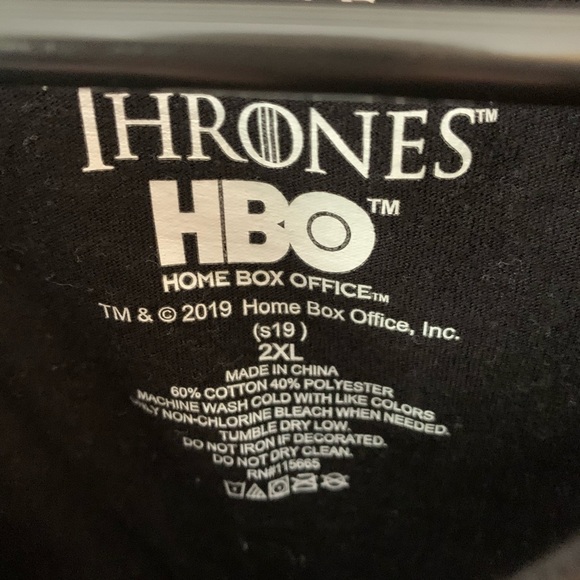 THRONES™
HBO™
HOME BOX OFFICE™
TM & © 2019 Home Box Office, Inc.
(s19)
2XL
MADE IN CHINA
60% COTTON 40% POLYESTER
MACHINE WASH COLD WITH LIKE COLORS
NON-CHLORINE BLEACH WHEN NEEDED.
TUMBLE DRY LOW.
DO NOT IRON IF DECORATED.
DO NOT DRY CLEAN.
RN#115665